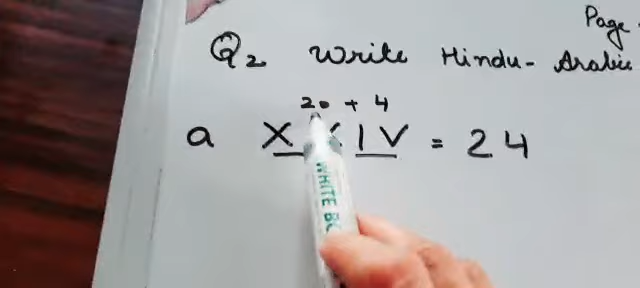 Page
Q2 Write Hindu-Arabic
20 + 4
a XXIV = 24
WHITE BO